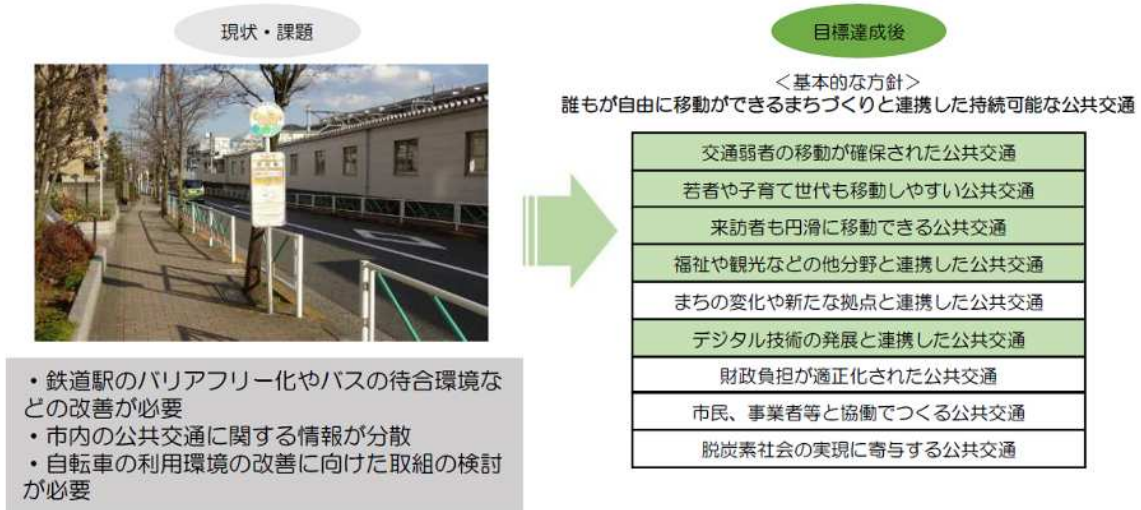 現状・課題
・鉄道駅のバリアフリー化やバスの待合環境な
どの改善が必要
・市内の公共交通に関する情報が分散
・自転車の利用環境の改善に向けた取組の検討
が必要
目標達成後
＜基本的な方針＞
誰もが自由に移動ができるまちづくりと連携した持続可能な公共交通
交通弱者の移動が確保された公共交通
若者や子育て世代も移動しやすい公共交通
来訪者も円滑に移動できる公共交通
福祉や観光などの他分野と連携した公共交通
まちの変化や新たな拠点と連携した公共交通
デジタル技術の発展と連携した公共交通
財政負担が適正化された公共交通
市民、事業者等と協働でつくる公共交通
脱炭素社会の実現に寄与する公共交通